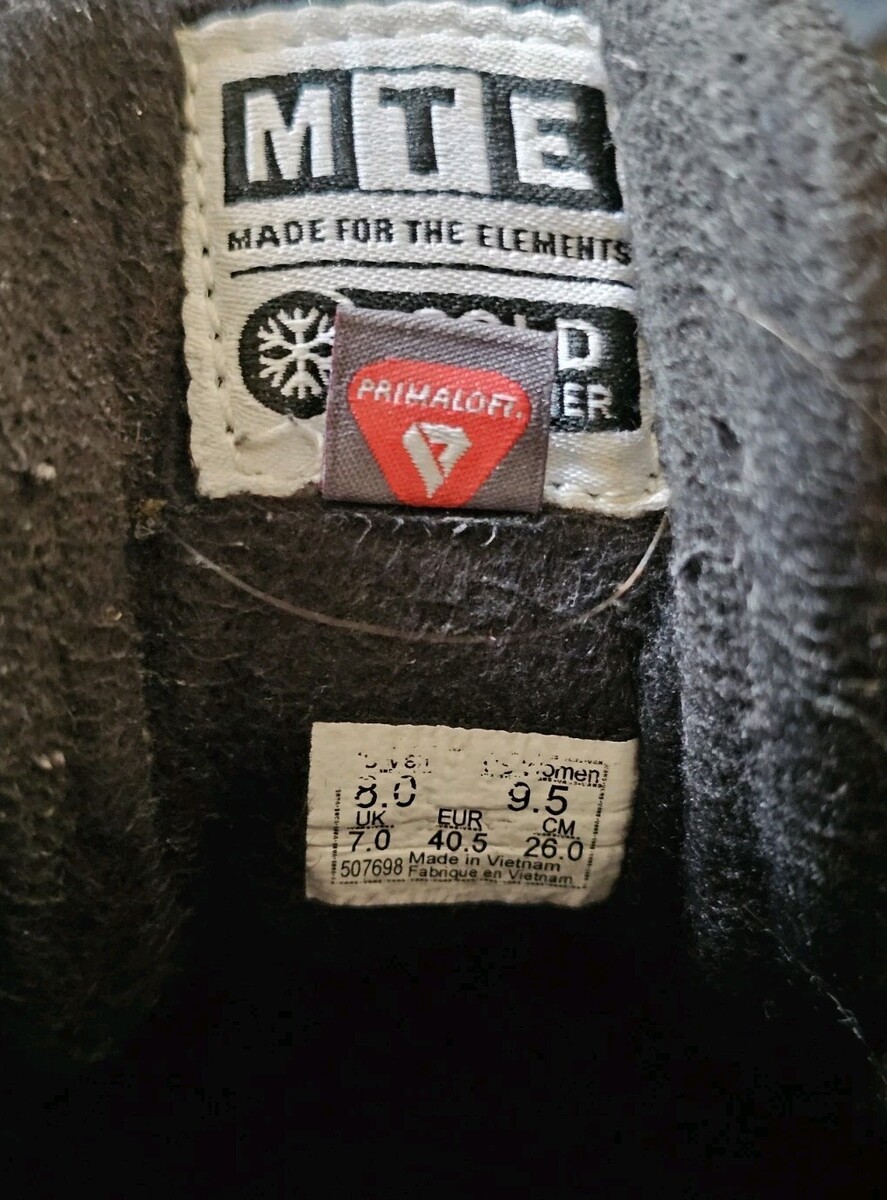 MTE
MADE FOR THE ELEMENTS
PRIMALOFT.
8.0 9.5
UK EUR CM
7.0 40.5 26.0
507698 Made in Vietnam
Fabrique en Vietnam